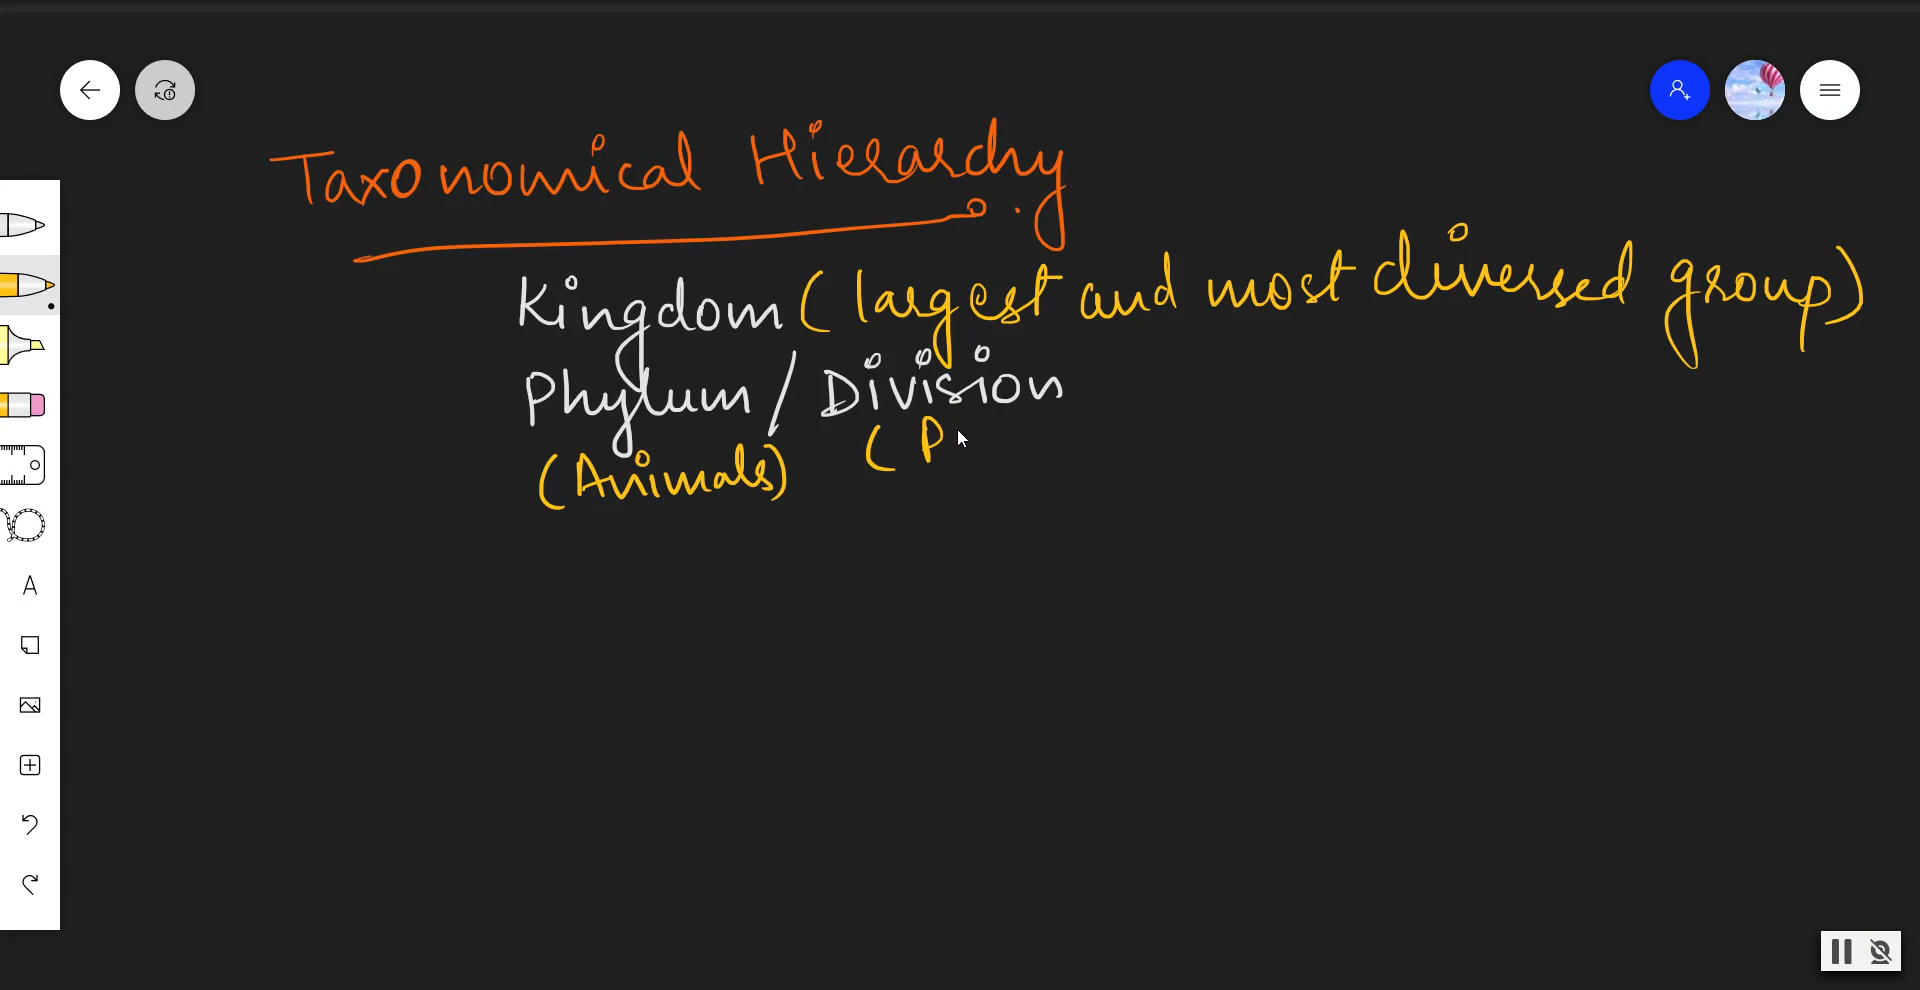 Taxonomical Hierarchy
Kingdom (largest and most diversed group)
Phylum / Division
(Animals) ( P
A